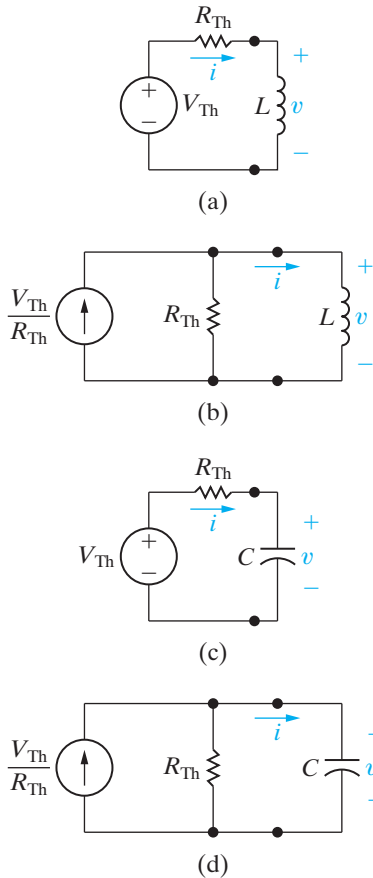 R_Th
+
i
+
V_Th
L
v
−
−
(a)
i
+
V_Th
R_Th
R_Th
L
v
−
(b)
R_Th
i
+
V_Th
+
C
v
−
−
(c)
i
V_Th
R_Th
R_Th
C
v
(d)